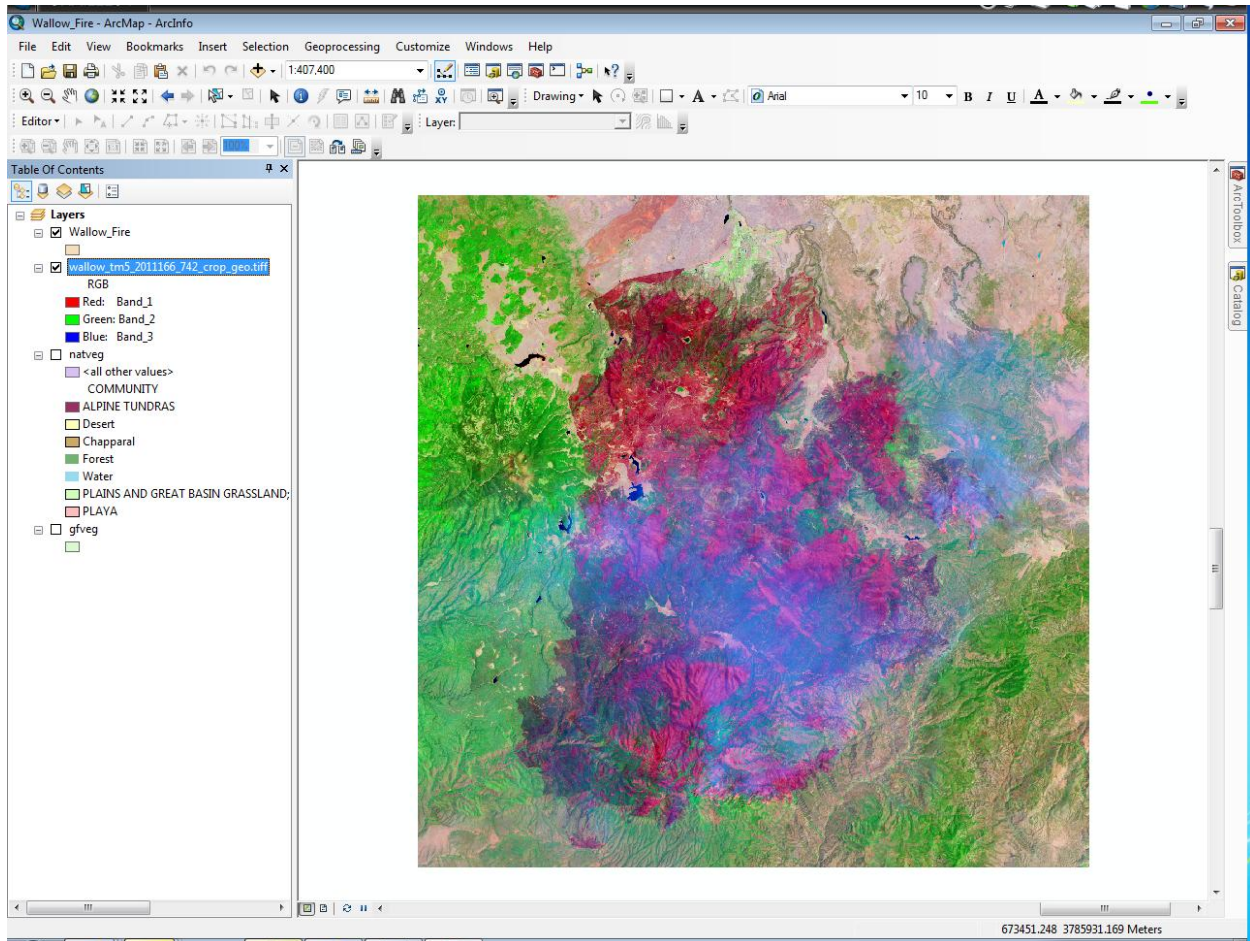 Wallow_Fire - ArcMap - ArcInfo
File Edit View Bookmarks Insert Selection Geoprocessing Customize Windows Help
1:407,400
Drawing A Arial 10 B I U A
Editor Layer:
100%
Table Of Contents
Layers
Wallow_Fire
wallow_tm5_2011166_742_crop_geo.tiff
RGB
Red: Band_1
Green: Band_2
Blue: Band_3
natveg
<all other values>
COMMUNITY
ALPINE TUNDRAS
Desert
Chapparal
Forest
Water
PLAINS AND GREAT BASIN GRASSLAND;
PLAYA
gfveg
ArcToolbox
Catalog
673451.248 3785931.169 Meters